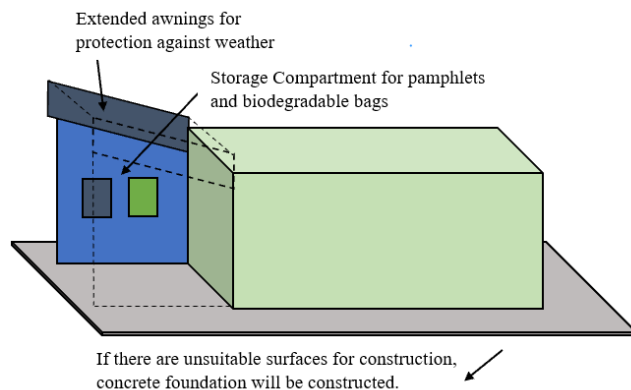 Extended awnings for
protection against weather
Storage Compartment for pamphlets
and biodegradable bags
If there are unsuitable surfaces for construction,
concrete foundation will be constructed.